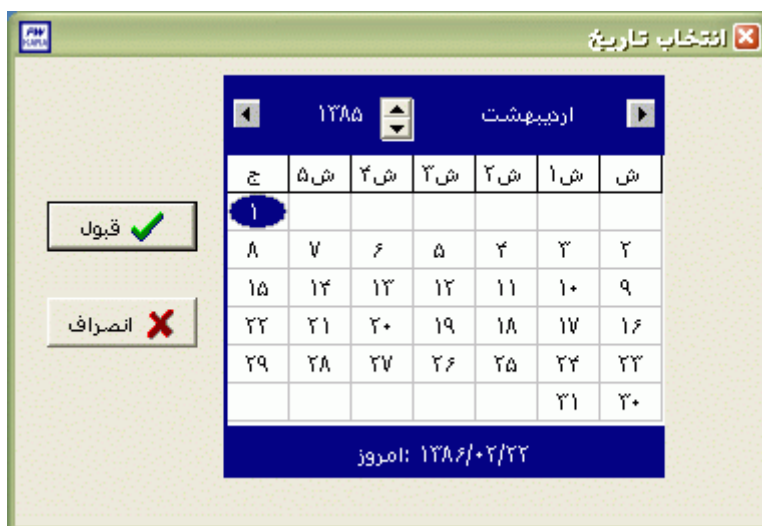 انتخاب تاریخ
اردیبهشت ۱۳۸۵
ش ش۱ ش۲ ش۳ ش۴ ش۵ ج
۱
۲ ۳ ۴ ۵ ۶ ۷ ۸
۹ ۱۰ ۱۱ ۱۲ ۱۳ ۱۴ ۱۵
۱۶ ۱۷ ۱۸ ۱۹ ۲۰ ۲۱ ۲۲
۲۳ ۲۴ ۲۵ ۲۶ ۲۷ ۲۸ ۲۹
۳۰ ۳۱
امروز: ۱۳۸۶/۰۲/۲۲
قبول
انصراف